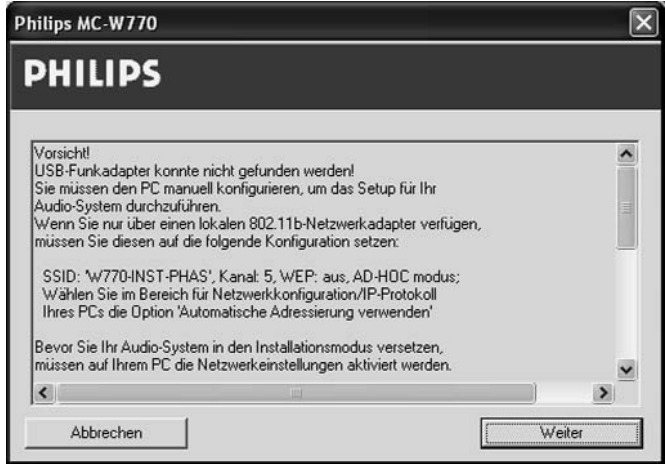 Philips MC-W770
PHILIPS
Vorsicht!
USB-Funkadapter konnte nicht gefunden werden!
Sie müssen den PC manuell konfigurieren, um das Setup für Ihr
Audio-System durchzuführen.
Wenn Sie nur über einen lokalen 802.11b-Netzwerkadapter verfügen,
müssen Sie diesen auf die folgende Konfiguration setzen:
SSID: 'W770-INST-PHAS', Kanal: 5, WEP: aus, AD-HOC modus;
Wählen Sie im Bereich für Netzwerkkonfiguration/IP-Protokoll
Ihres PCs die Option 'Automatische Adressierung verwenden'
Bevor Sie Ihr Audio-System in den Installationsmodus versetzen,
müssen auf Ihrem PC die Netzwerkeinstellungen aktiviert werden.
Abbrechen
Weiter